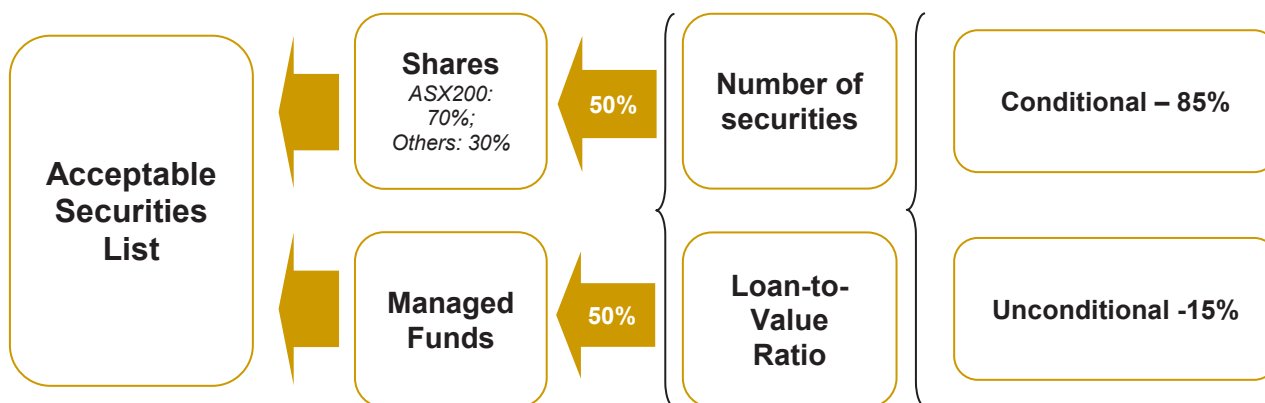 Acceptable
Securities
List
Shares
ASX200:
70%;
Others: 30%
50%
Number of
securities
Conditional – 85%
Managed
Funds
50%
Loan-to-
Value
Ratio
Unconditional -15%